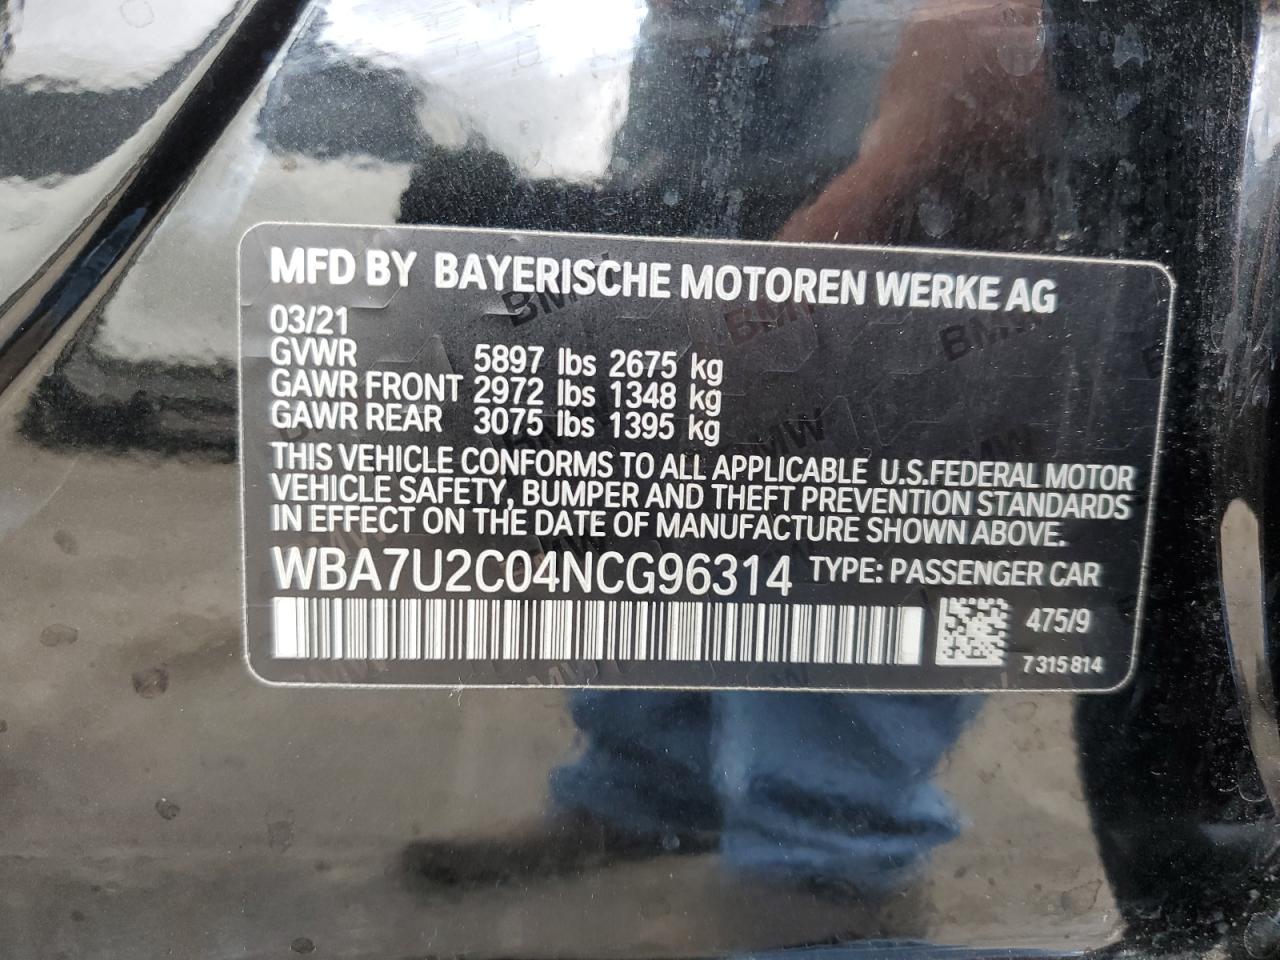 MFD BY BAYERISCHE MOTOREN WERKE AG
03/21
GVWR 5897 lbs 2675 kg
GAWR FRONT 2972 lbs 1348 kg
GAWR REAR 3075 lbs 1395 kg
THIS VEHICLE CONFORMS TO ALL APPLICABLE U.S.FEDERAL MOTOR
VEHICLE SAFETY, BUMPER AND THEFT PREVENTION STANDARDS
IN EFFECT ON THE DATE OF MANUFACTURE SHOWN ABOVE.
WBA7U2C04NCG96314 TYPE: PASSENGER CAR
475/9
7 315 814